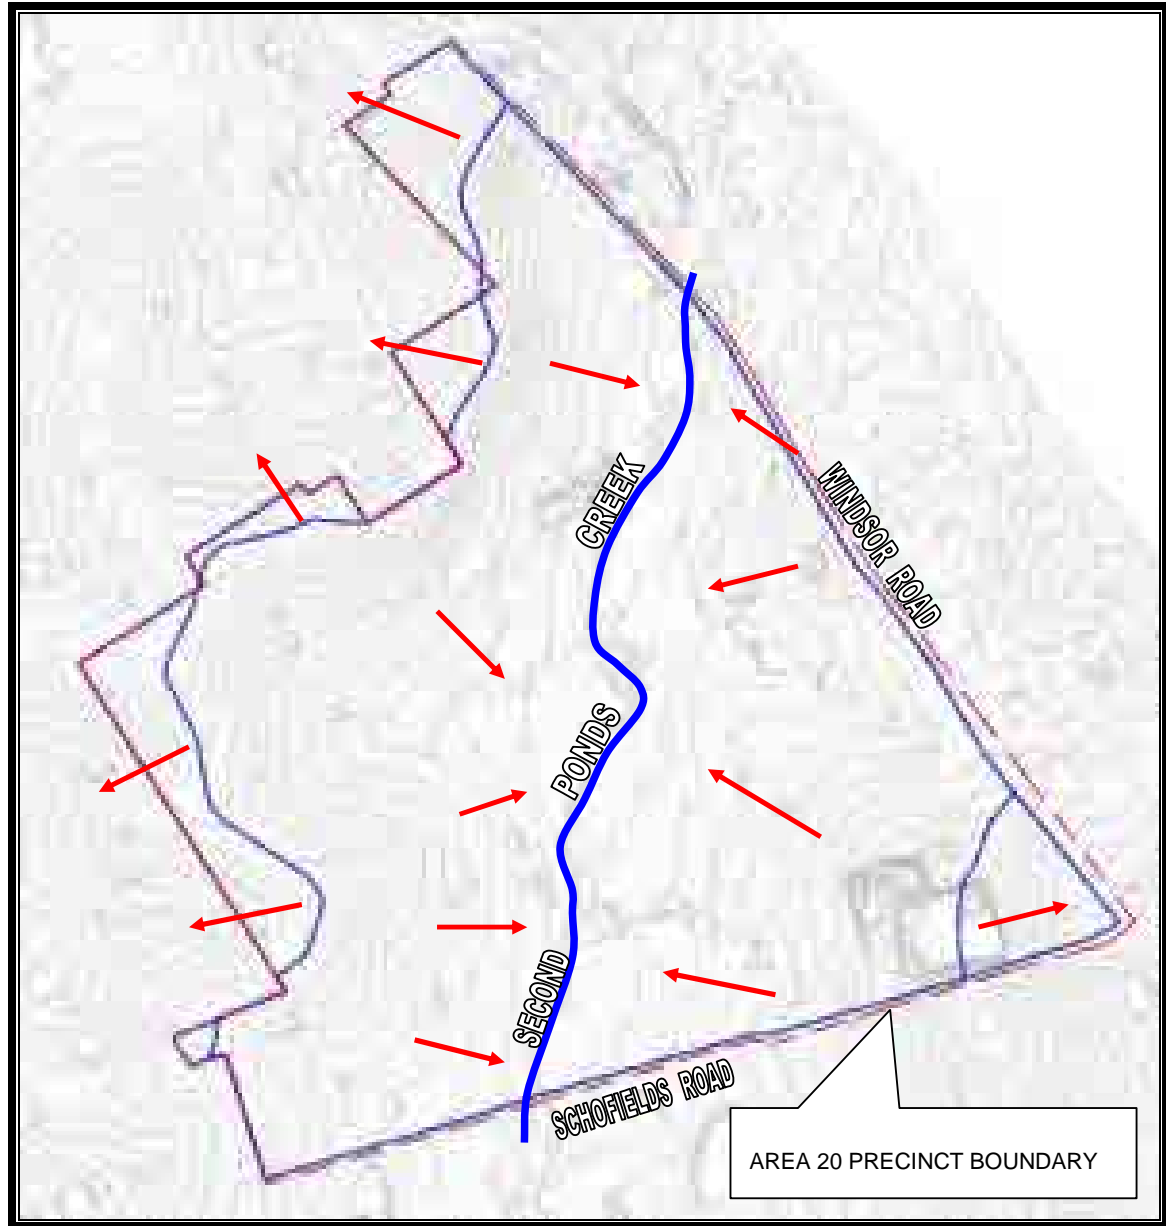 CREEK
WINDSOR ROAD
PONDS
SECOND
SCHOFIELDS ROAD
AREA 20 PRECINCT BOUNDARY